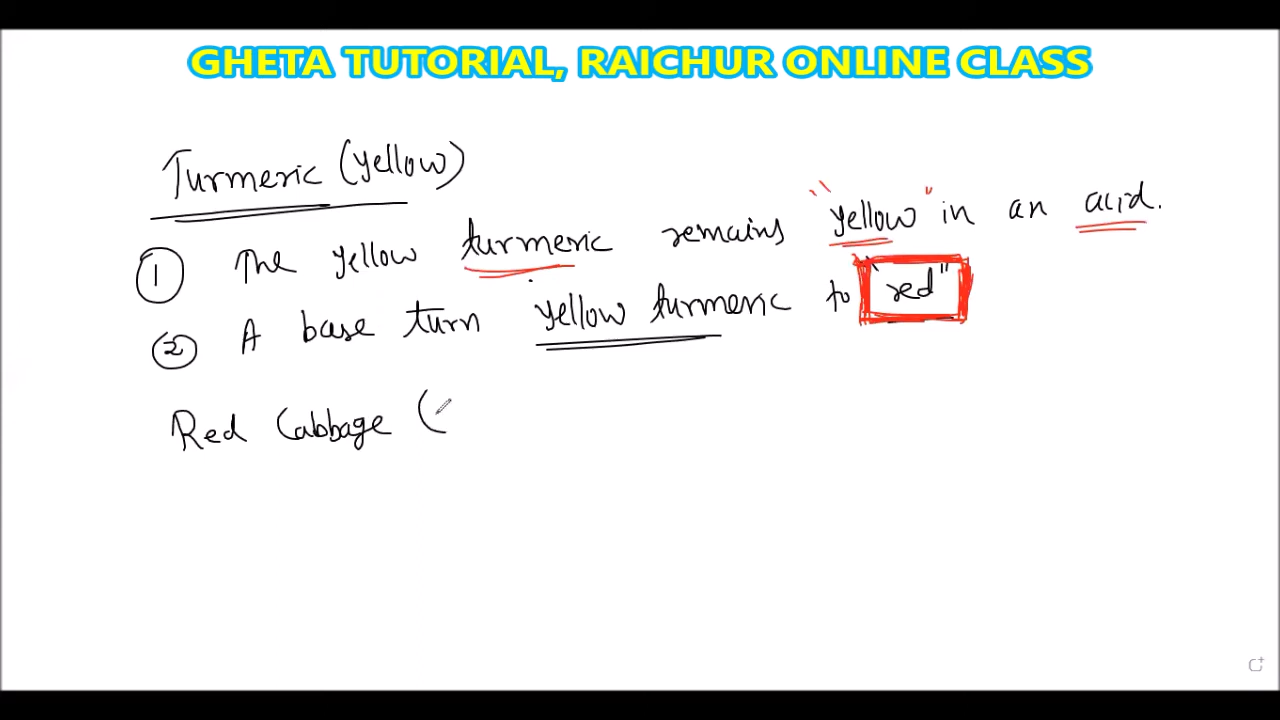 GHETA TUTORIAL, RAICHUR ONLINE CLASS
Turmeric (yellow)
① The yellow turmeric remains "yellow" in an acid.
② A base turn yellow turmeric to "red"
Red Cabbage (